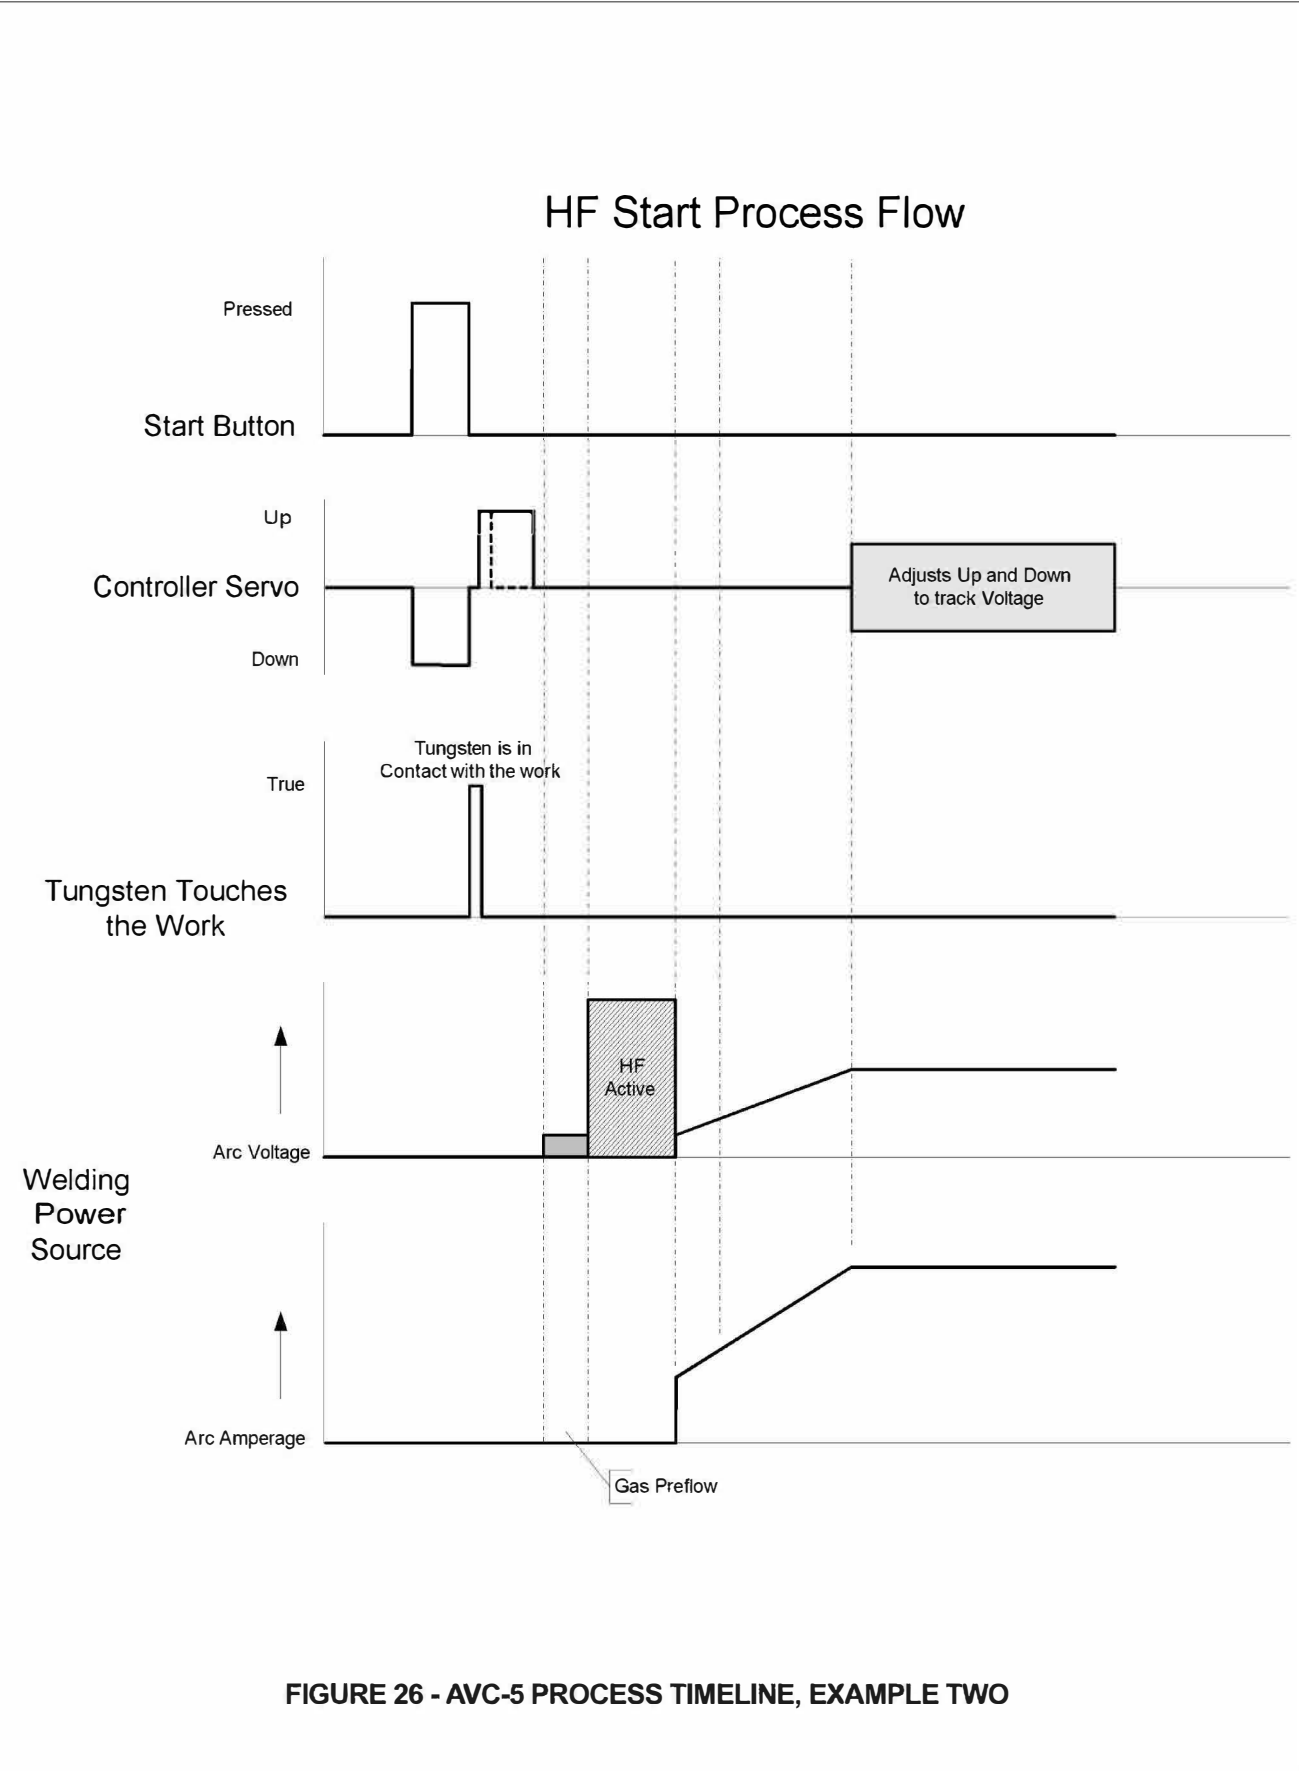 HF Start Process Flow
Pressed
Start Button
Up
Controller Servo
Down
Adjusts Up and Down
to track Voltage
Tungsten is in
Contact with the work
True
Tungsten Touches
the Work
HF
Active
Arc Voltage
Welding
Power
Source
Arc Amperage
Gas Preflow
FIGURE 26 - AVC-5 PROCESS TIMELINE, EXAMPLE TWO